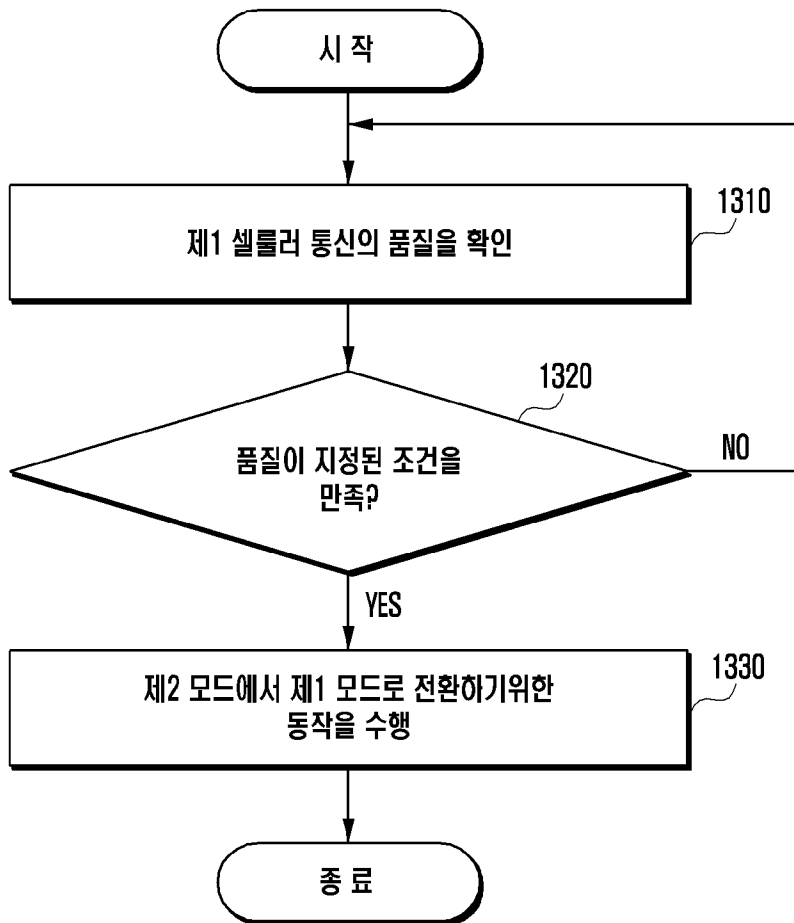 시 작
제1 셀룰러 통신의 품질을 확인
1310
1320
품질이 지정된 조건을
만족?
NO
YES
제2 모드에서 제1 모드로 전환하기위한
동작을 수행
1330
종 료